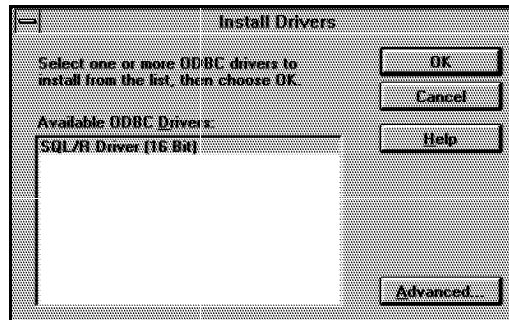 Install Drivers
Select one or more ODBC drivers to
install from the list, then choose OK.
Available ODBC Drivers:
SQL/R Driver (16 Bit)
OK
Cancel
Help
Advanced...